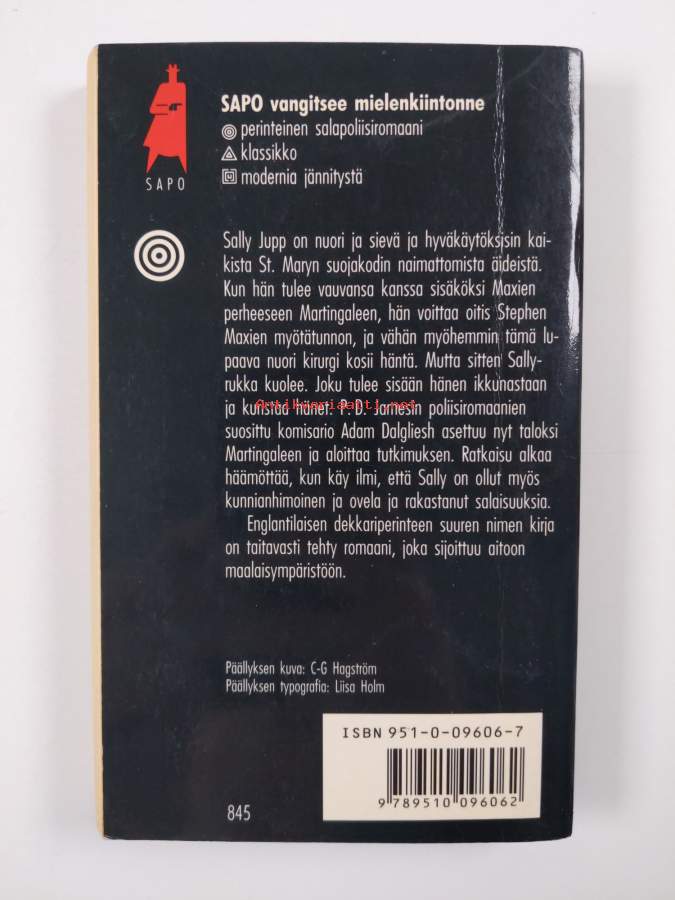 SAPO vangitsee mielenkiintonne
perinteinen salapoliisiromaani
klassikko
modernia jännitystä
SAPO
Sally Jupp on nuori ja sievä ja hyväkäytöksisin kai-
kista St. Maryn suojakodin naimattomista äideistä.
Kun hän tulee vauvansa kanssa sisäköksi Maxien
perheeseen Martingaleen, hän voittaa oitis Stephen
Maxien myötätunnon, ja vähän myöhemmin tämä lu-
paava nuori kirurgi kosii häntä. Mutta sitten Sally-
rukka kuolee. Joku tulee sisään hänen ikkunastaan
ja kuristaa hänet. P.D. Jamesin poliisiromaanien
Antikvariaatti.net
suosittu komisario Adam Dalgliesh asettuu nyt taloksi
Martingaleen ja aloittaa tutkimuksen. Ratkaisu alkaa
häämöttää, kun käy ilmi, että Sally on ollut myös
kunnianhimoinen ja ovela ja rakastanut salaisuuksia.
Englantilaisen dekkariperinteen suuren nimen kirja
on taitavasti tehty romaani, joka sijoittuu aitoon
maalaisympäristöön.
Päällyksen kuva: C-G Hagström
Päällyksen typografia: Liisa Holm
ISBN 951-0-09606-7
9 789510 096062
845